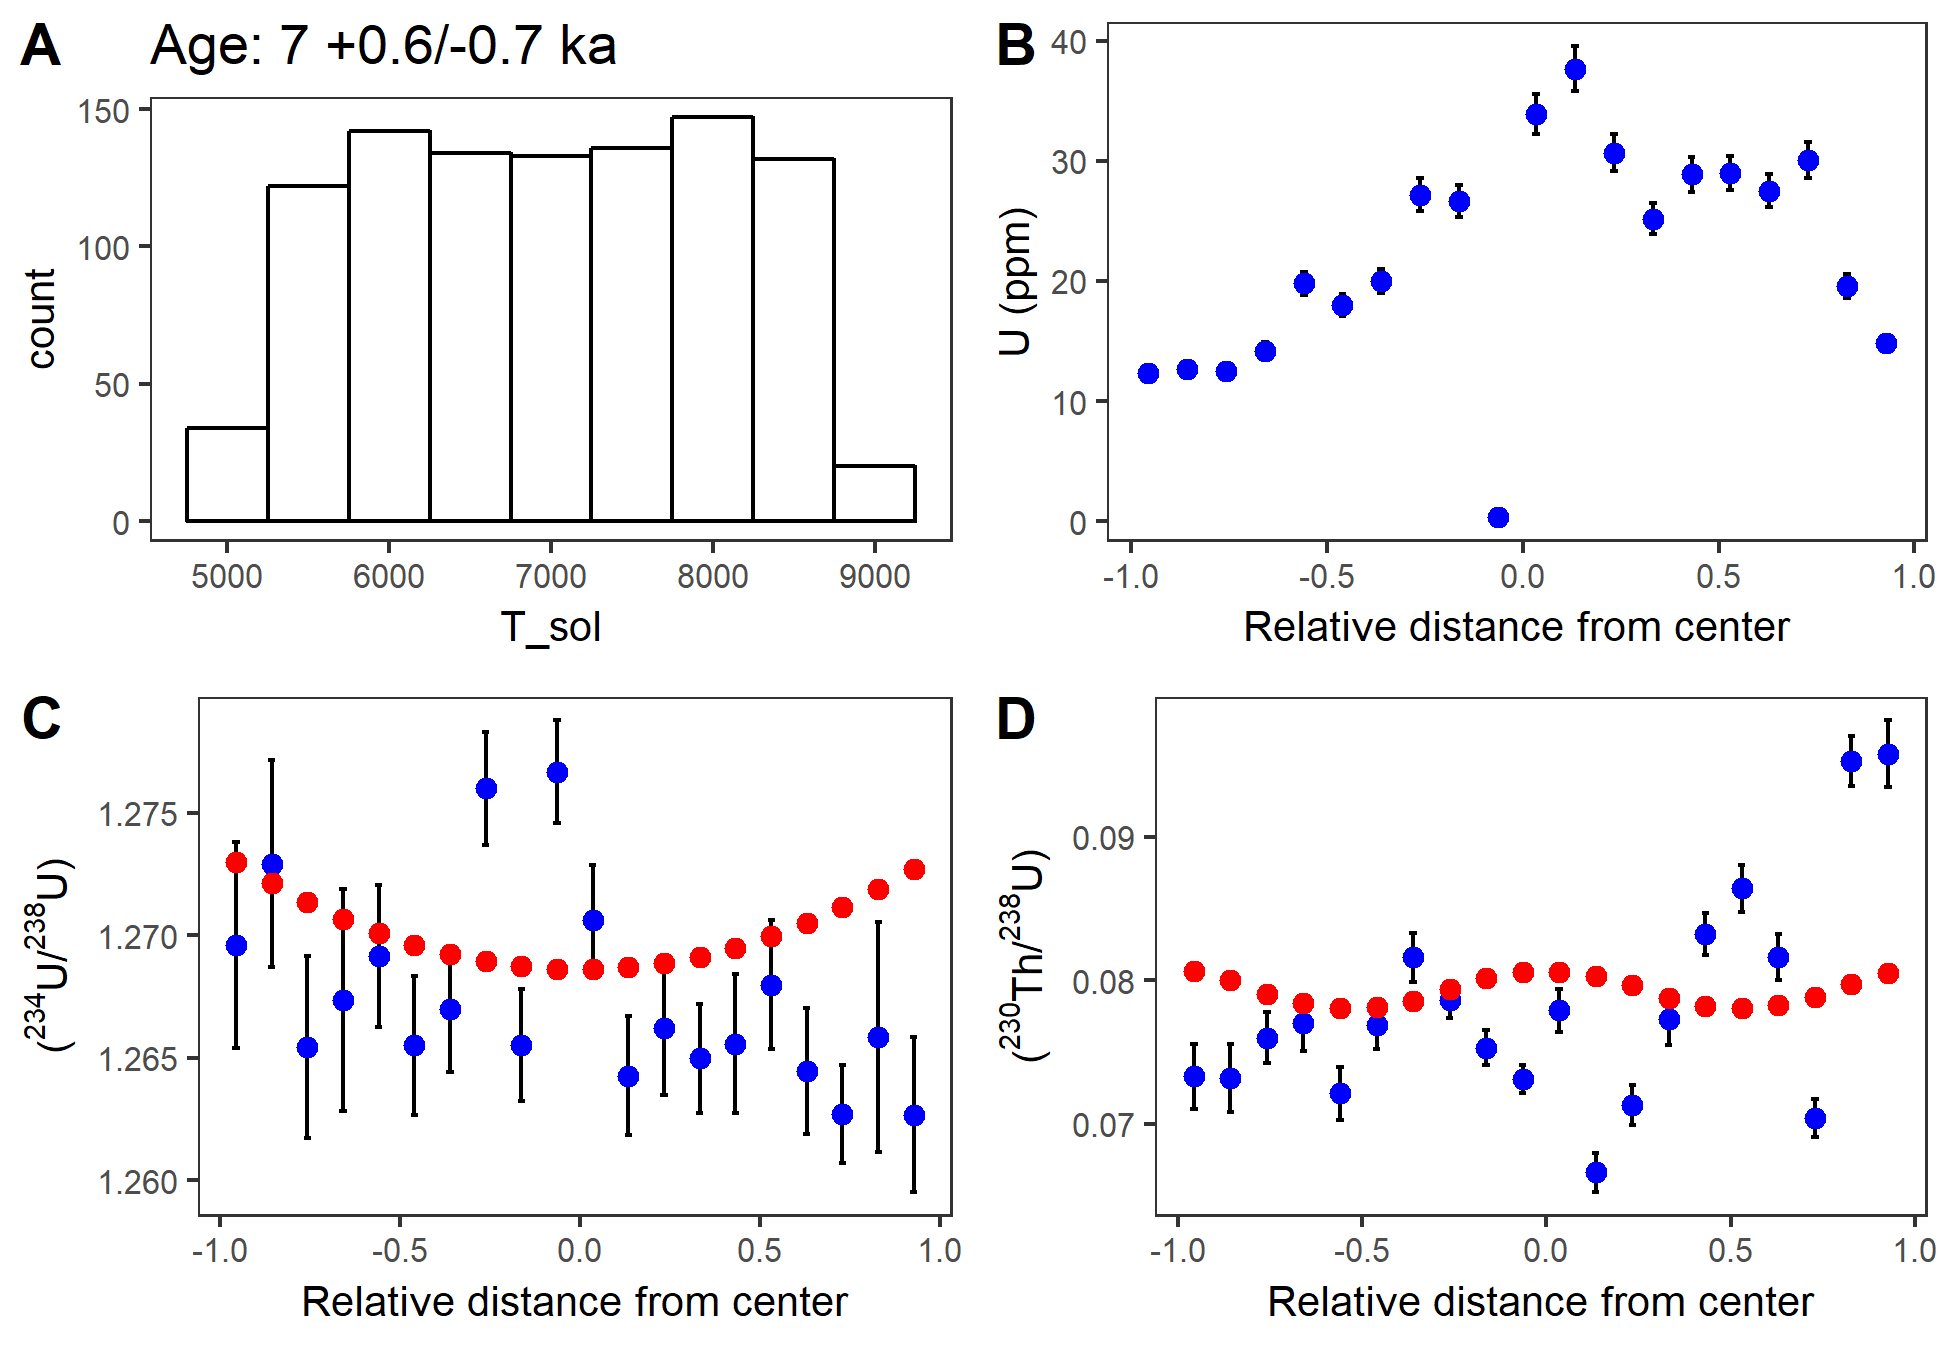 A
Age: 7 +0.6/-0.7 ka
150
100
50
0
count
5000 6000 7000 8000 9000
T_sol
B
40
30
20
10
0
U (ppm)
-1.0 -0.5 0.0 0.5 1.0
Relative distance from center
C
1.275
1.270
1.265
1.260
(²³⁴U/²³⁸U)
-1.0 -0.5 0.0 0.5 1.0
Relative distance from center
D
0.09
0.08
0.07
(²³⁰Th/²³⁸U)
-1.0 -0.5 0.0 0.5 1.0
Relative distance from center